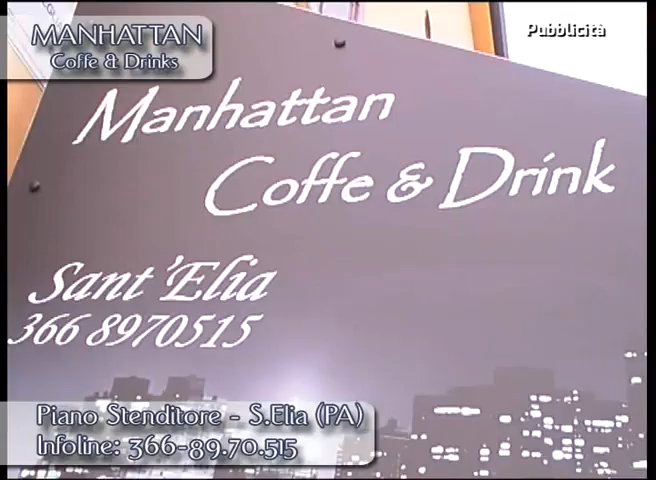 MANHATTAN
Coffe & Drinks
Pubblicità
Manhattan
Coffe & Drink
Sant'Elia
366 8970515
Piano Stenditore - S.Elia (PA)
Infoline: 366-89.70.515